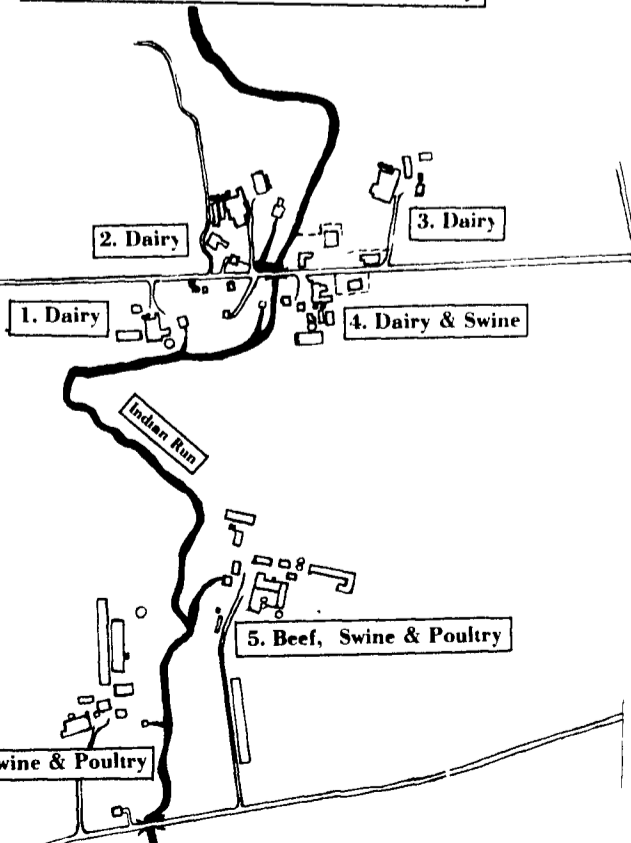 3. Dairy
2. Dairy
1. Dairy
4. Dairy & Swine
Indian Run
5. Beef, Swine & Poultry
wine & Poultry